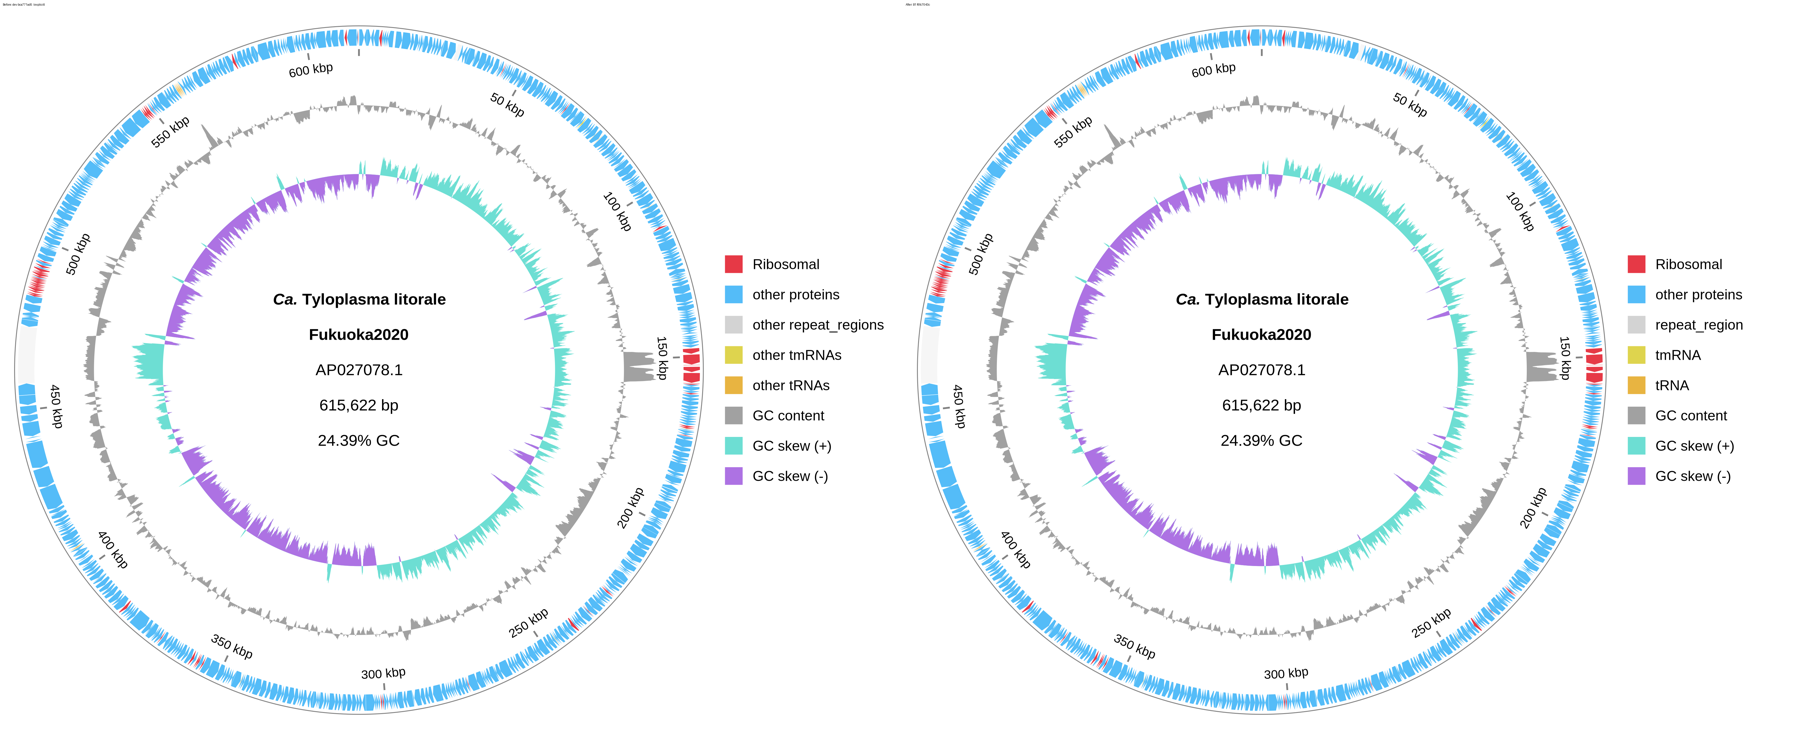 600 kbp
50 kbp
100 kbp
150 kbp
200 kbp
250 kbp
300 kbp
350 kbp
400 kbp
450 kbp
500 kbp
550 kbp
Ca. Tyloplasma litorale
Fukuoka2020
AP027078.1
615,622 bp
24.39% GC
Ribosomal
other proteins
other repeat_regions
other tmRNAs
other tRNAs
GC content
GC skew (+)
GC skew (-)
600 kbp
50 kbp
100 kbp
150 kbp
200 kbp
250 kbp
300 kbp
350 kbp
400 kbp
450 kbp
500 kbp
550 kbp
Ca. Tyloplasma litorale
Fukuoka2020
AP027078.1
615,622 bp
24.39% GC
Ribosomal
other proteins
repeat_region
tmRNA
tRNA
GC content
GC skew (+)
GC skew (-)